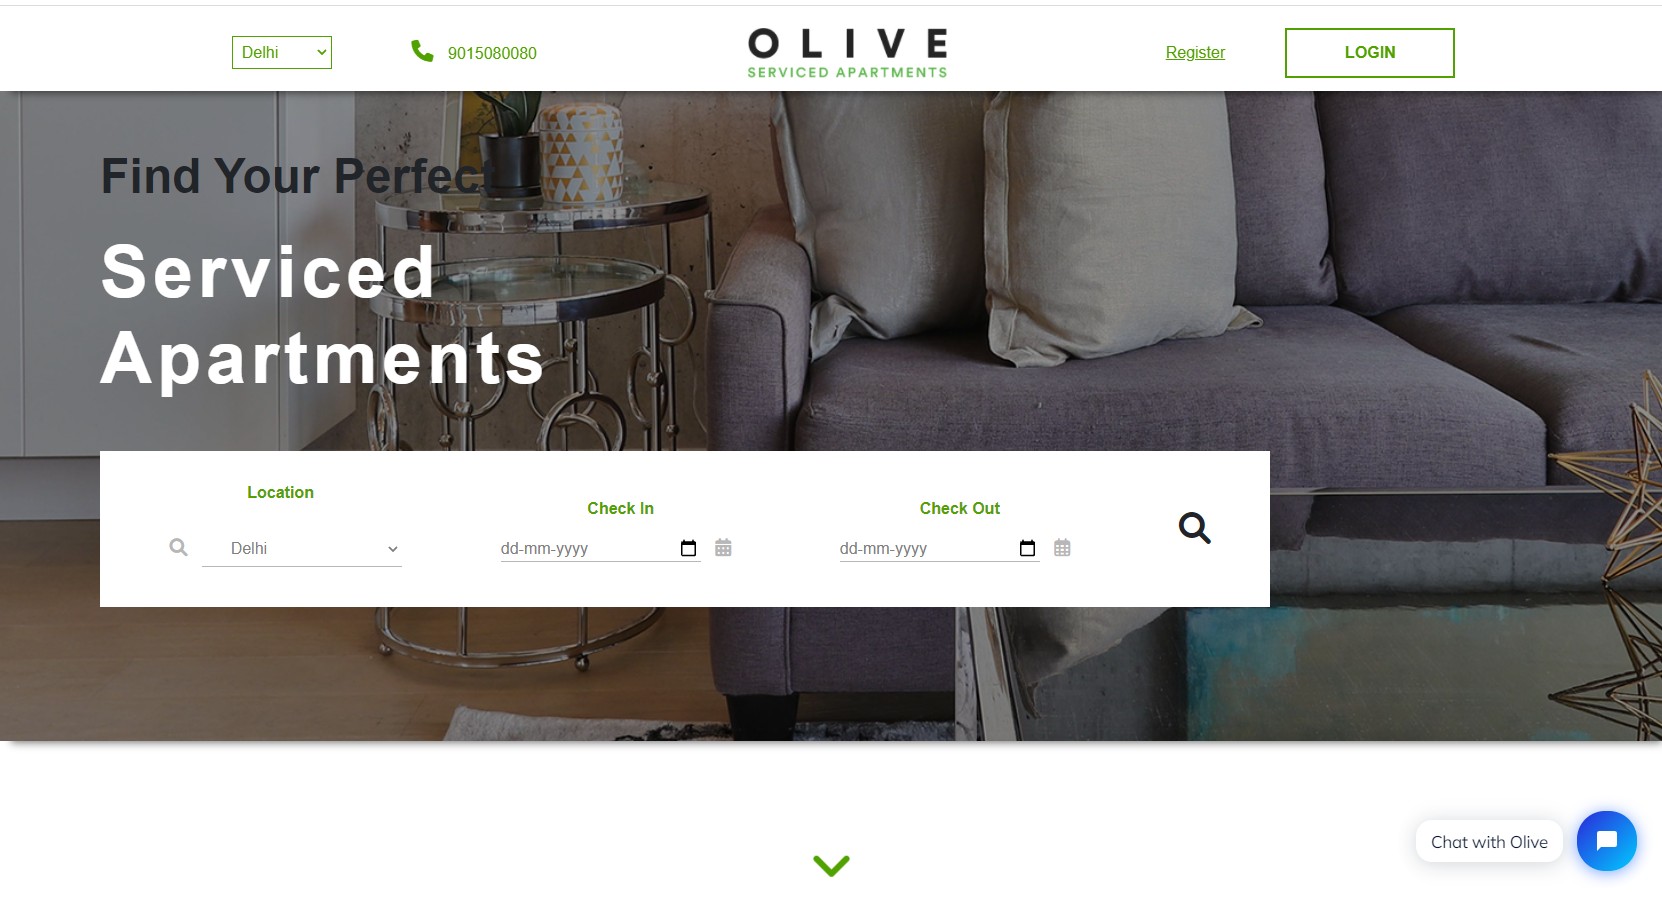 Delhi
9015080080
OLIVE
SERVICED APARTMENTS
Register
LOGIN
Find Your Perfect
Serviced
Apartments
Location
Delhi
Check In
dd-mm-yyyy
Check Out
dd-mm-yyyy
Chat with Olive